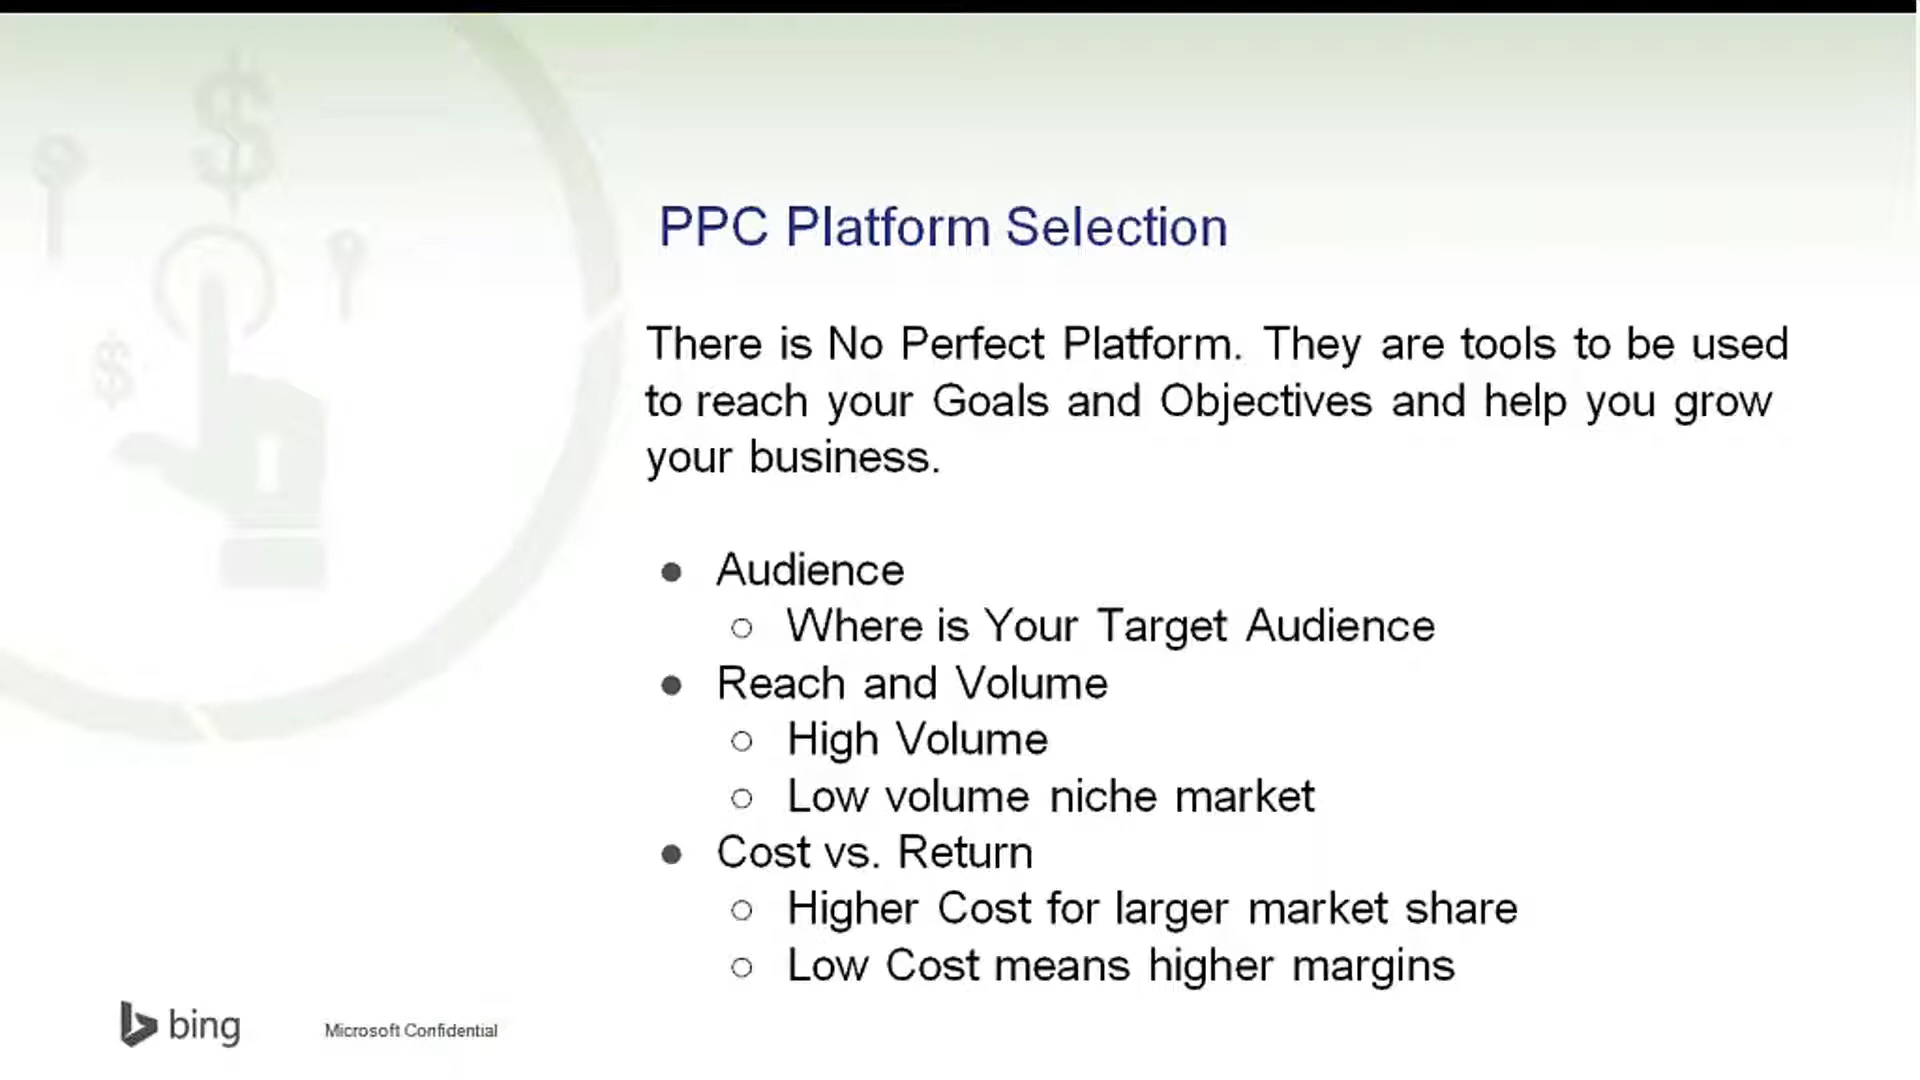 PPC Platform Selection
There is No Perfect Platform. They are tools to be used
to reach your Goals and Objectives and help you grow
your business.
● Audience
○ Where is Your Target Audience
● Reach and Volume
○ High Volume
○ Low volume niche market
● Cost vs. Return
○ Higher Cost for larger market share
○ Low Cost means higher margins
bing
Microsoft Confidential